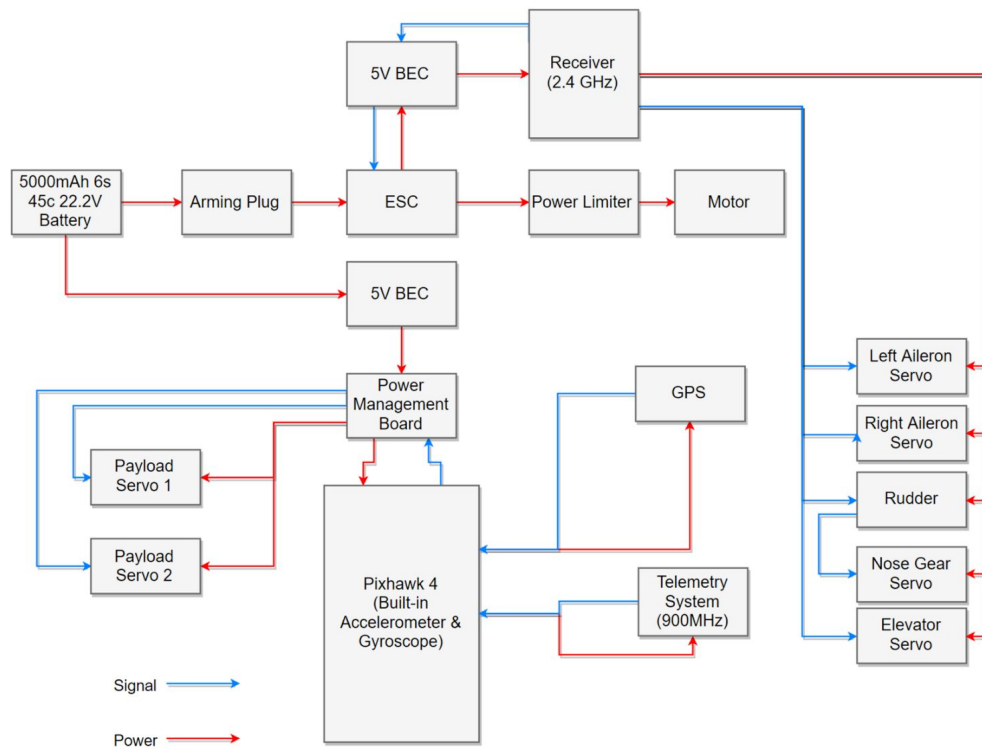 5V BEC
Receiver
(2.4 GHz)
5000mAh 6s
45c 22.2V
Battery
Arming Plug
ESC
Power Limiter
Motor
5V BEC
Power
Management
Board
GPS
Left Aileron
Servo
Right Aileron
Servo
Payload
Servo 1
Rudder
Payload
Servo 2
Pixhawk 4
(Built-in
Accelerometer &
Gyroscope)
Telemetry
System
(900MHz)
Nose Gear
Servo
Elevator
Servo
Signal
Power